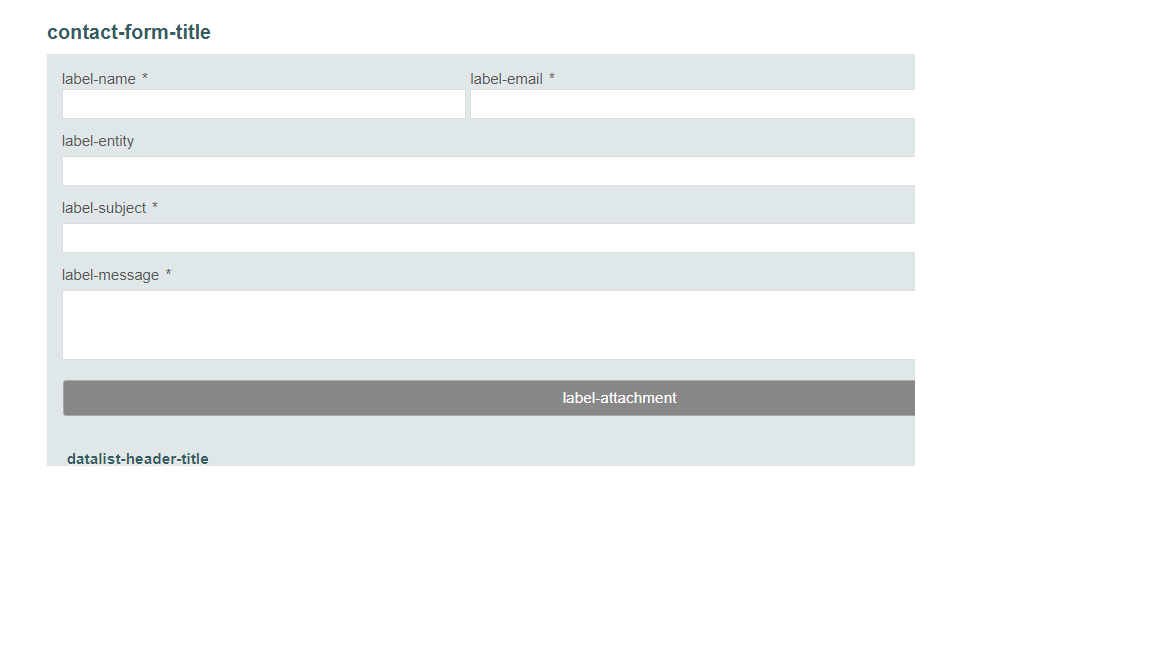 contact-form-title
label-name *
label-email *
label-entity
label-subject *
label-message *
label-attachment
datalist-header-title